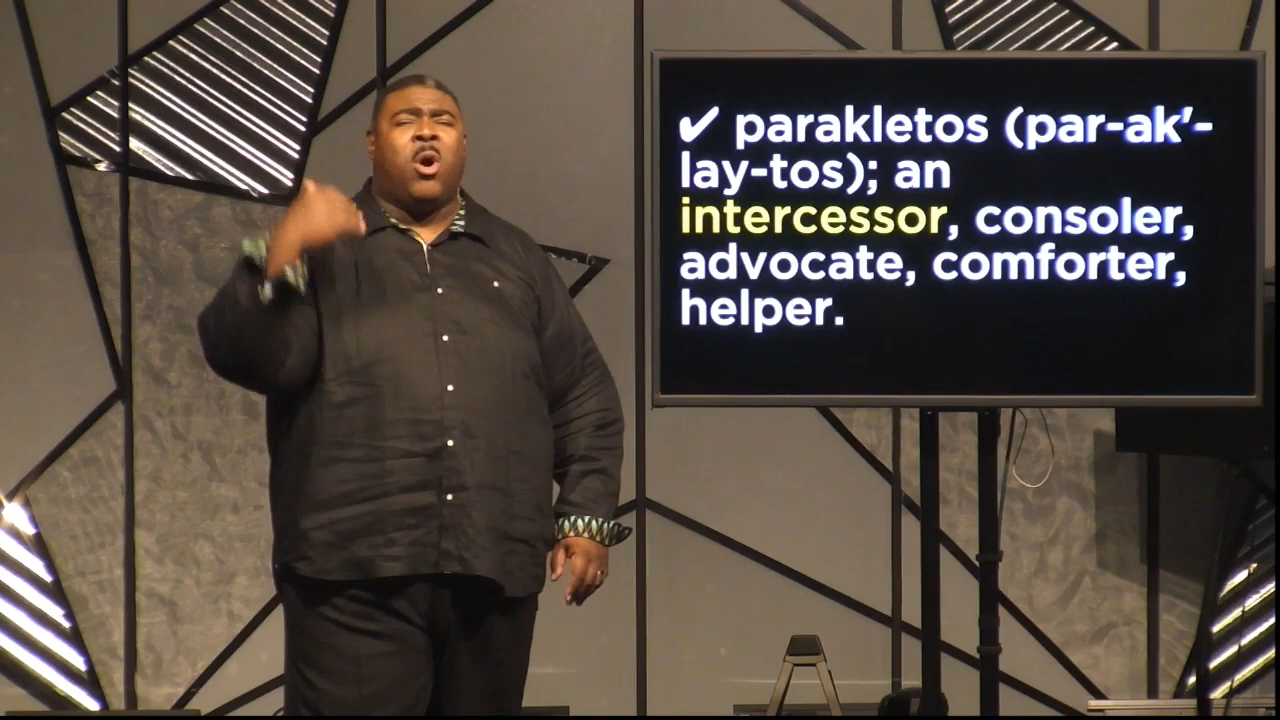 ✔ parakletos (par-ak'-
lay-tos); an
intercessor, consoler,
advocate, comforter,
helper.